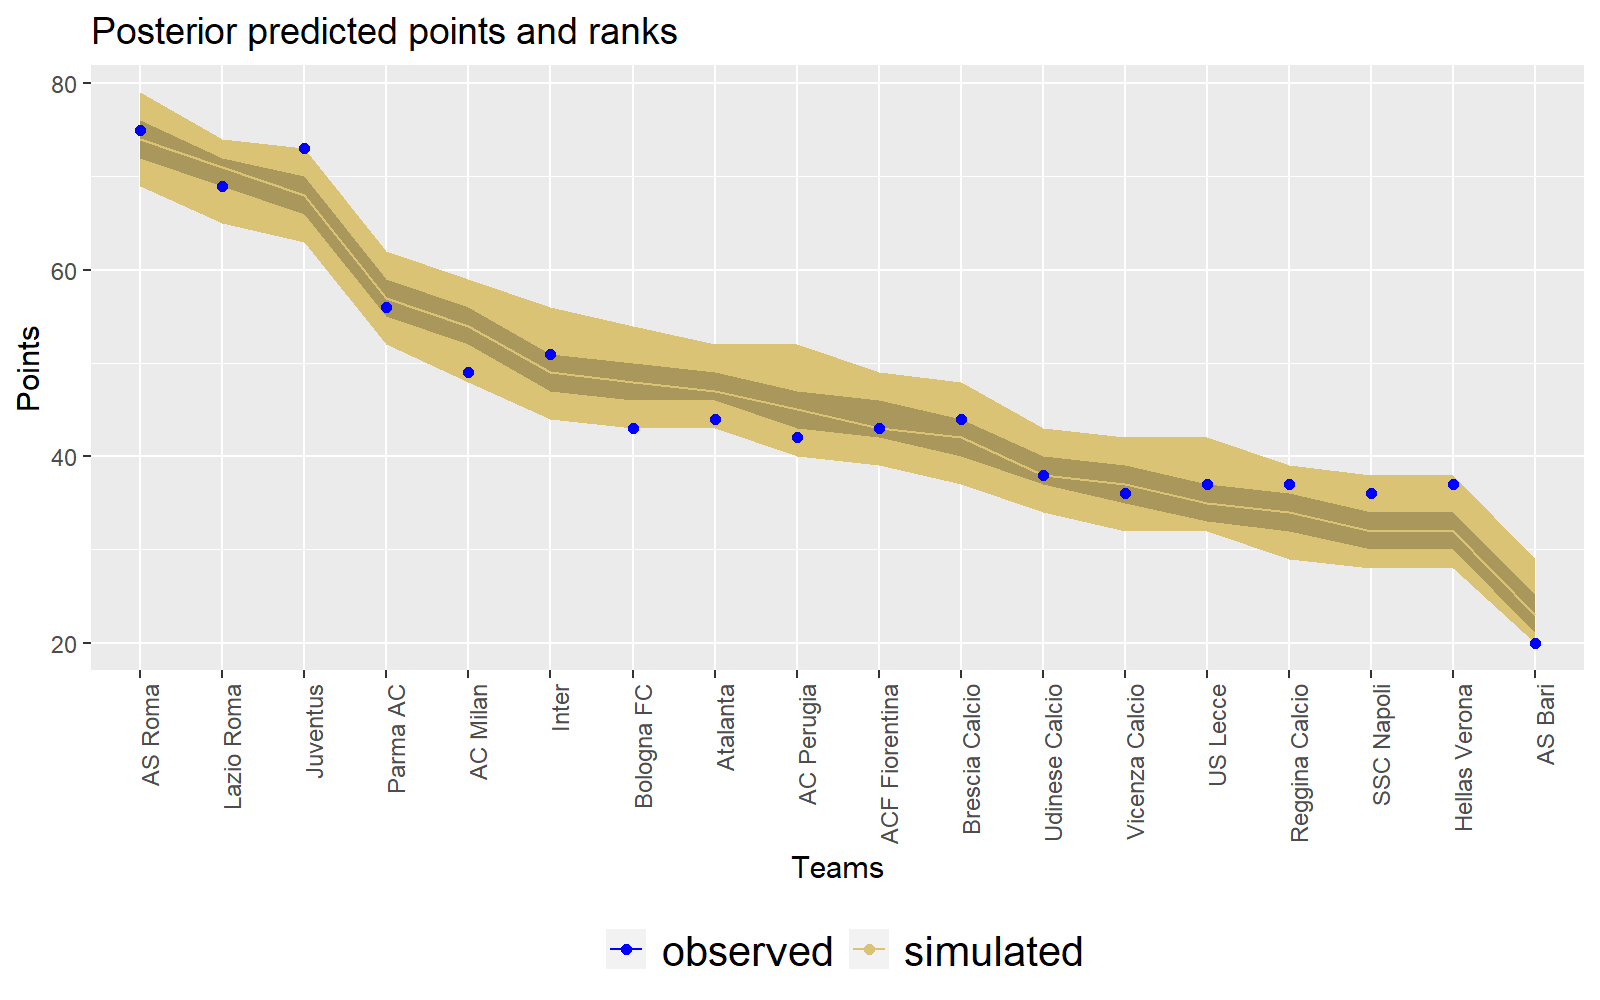 Posterior predicted points and ranks
80
60
40
20
Points
AS Roma
Lazio Roma
Juventus
Parma AC
AC Milan
Inter
Bologna FC
Atalanta
AC Perugia
ACF Fiorentina
Brescia Calcio
Udinese Calcio
Vicenza Calcio
US Lecce
Reggina Calcio
SSC Napoli
Hellas Verona
AS Bari
Teams
observed simulated